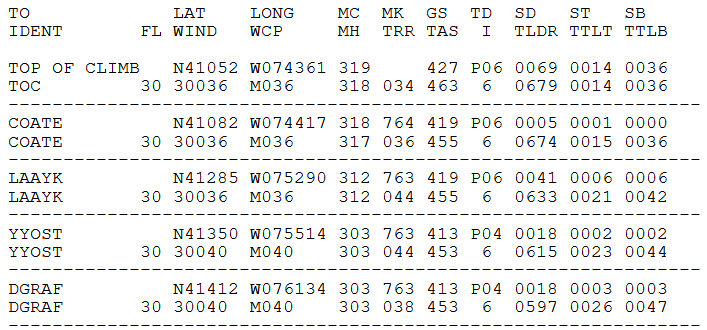 TO LAT LONG MC MK GS TD SD ST SB
IDENT FL WIND WCP MH TRR TAS I TLDR TTLT TTLB
TOP OF CLIMB N41052 W074361 319 427 P06 0069 0014 0036
TOC 30 30036 M036 318 034 463 6 0679 0014 0036
--------------------------------------------------------------
COATE N41082 W074417 318 764 419 P06 0005 0001 0000
COATE 30 30036 M036 317 036 455 6 0674 0015 0036
--------------------------------------------------------------
LAAYK N41285 W075290 312 763 419 P06 0041 0006 0006
LAAYK 30 30036 M036 312 044 455 6 0633 0021 0042
--------------------------------------------------------------
YYOST N41350 W075514 303 763 413 P04 0018 0002 0002
YYOST 30 30040 M040 303 044 453 6 0615 0023 0044
--------------------------------------------------------------
DGRAF N41412 W076134 303 763 413 P04 0018 0003 0003
DGRAF 30 30040 M040 303 038 453 6 0597 0026 0047
--------------------------------------------------------------